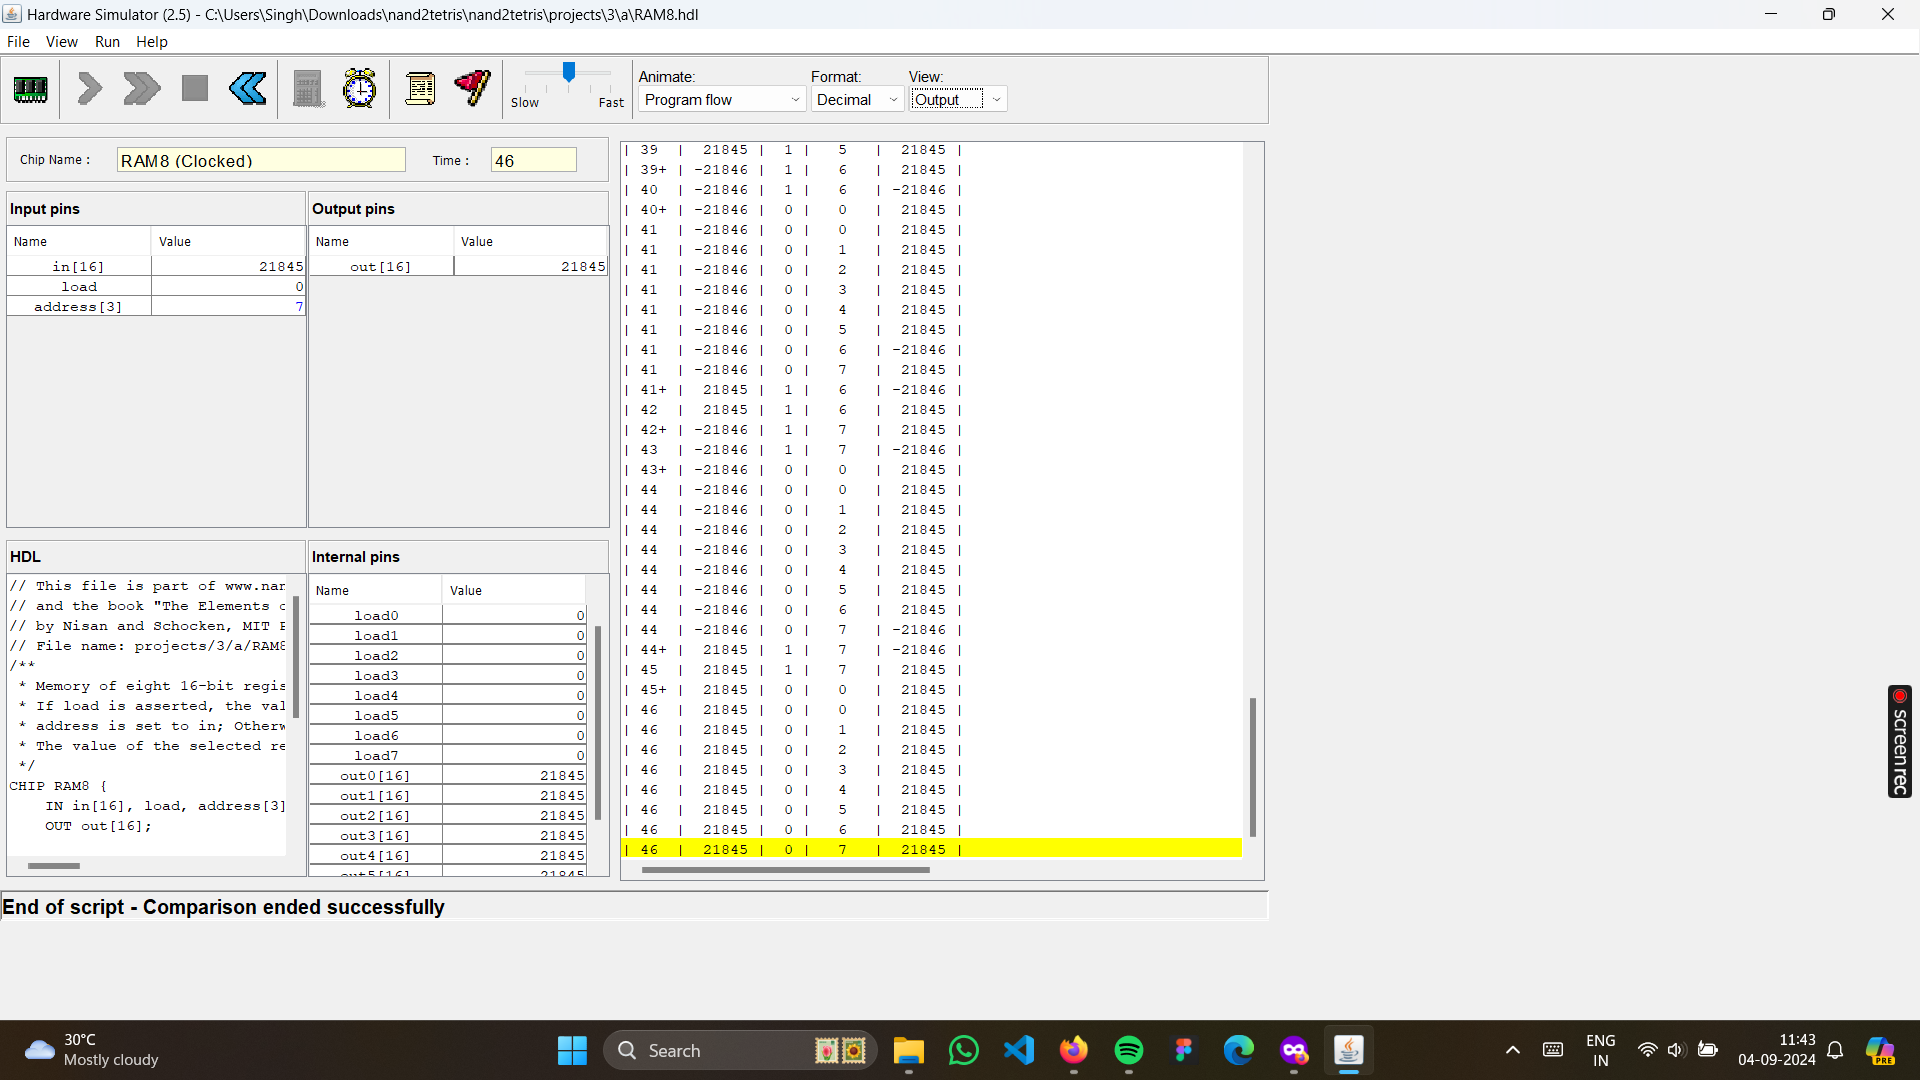 Hardware Simulator (2.5) - C:\Users\Singh\Downloads\nand2tetris\nand2tetris\projects\3\a\RAM8.hdl
File View Run Help
Slow Fast
Animate: Format: View:
Program flow Decimal Output
Chip Name : RAM8 (Clocked) Time : 46
Input pins
Name Value
in[16] 21845
load 0
address[3] 7
Output pins
Name Value
out[16] 21845
HDL
// This file is part of www.nan
// and the book "The Elements o
// by Nisan and Schocken, MIT P
// File name: projects/3/a/RAM8
/**
* Memory of eight 16-bit regis
* If load is asserted, the val
* address is set to in; Otherw
* The value of the selected re
*/
CHIP RAM8 {
IN in[16], load, address[3]
OUT out[16];
Internal pins
Name Value
load0 0
load1 0
load2 0
load3 0
load4 0
load5 0
load6 0
load7 0
out0[16] 21845
out1[16] 21845
out2[16] 21845
out3[16] 21845
out4[16] 21845
out5[16] 21845
| 39 | 21845 | 1 | 5 | 21845 |
| 39+ | -21846 | 1 | 6 | 21845 |
| 40 | -21846 | 1 | 6 | -21846 |
| 40+ | -21846 | 0 | 0 | 21845 |
| 41 | -21846 | 0 | 0 | 21845 |
| 41 | -21846 | 0 | 1 | 21845 |
| 41 | -21846 | 0 | 2 | 21845 |
| 41 | -21846 | 0 | 3 | 21845 |
| 41 | -21846 | 0 | 4 | 21845 |
| 41 | -21846 | 0 | 5 | 21845 |
| 41 | -21846 | 0 | 6 | -21846 |
| 41 | -21846 | 0 | 7 | 21845 |
| 41+ | 21845 | 1 | 6 | -21846 |
| 42 | 21845 | 1 | 6 | 21845 |
| 42+ | -21846 | 1 | 7 | 21845 |
| 43 | -21846 | 1 | 7 | -21846 |
| 43+ | -21846 | 0 | 0 | 21845 |
| 44 | -21846 | 0 | 0 | 21845 |
| 44 | -21846 | 0 | 1 | 21845 |
| 44 | -21846 | 0 | 2 | 21845 |
| 44 | -21846 | 0 | 3 | 21845 |
| 44 | -21846 | 0 | 4 | 21845 |
| 44 | -21846 | 0 | 5 | 21845 |
| 44 | -21846 | 0 | 6 | 21845 |
| 44 | -21846 | 0 | 7 | -21846 |
| 44+ | 21845 | 1 | 7 | -21846 |
| 45 | 21845 | 1 | 7 | 21845 |
| 45+ | 21845 | 0 | 0 | 21845 |
| 46 | 21845 | 0 | 0 | 21845 |
| 46 | 21845 | 0 | 1 | 21845 |
| 46 | 21845 | 0 | 2 | 21845 |
| 46 | 21845 | 0 | 3 | 21845 |
| 46 | 21845 | 0 | 4 | 21845 |
| 46 | 21845 | 0 | 5 | 21845 |
| 46 | 21845 | 0 | 6 | 21845 |
| 46 | 21845 | 0 | 7 | 21845 |
screenrec
End of script - Comparison ended successfully
30°C
Mostly cloudy
Search
ENG
IN
11:43
04-09-2024
PRE